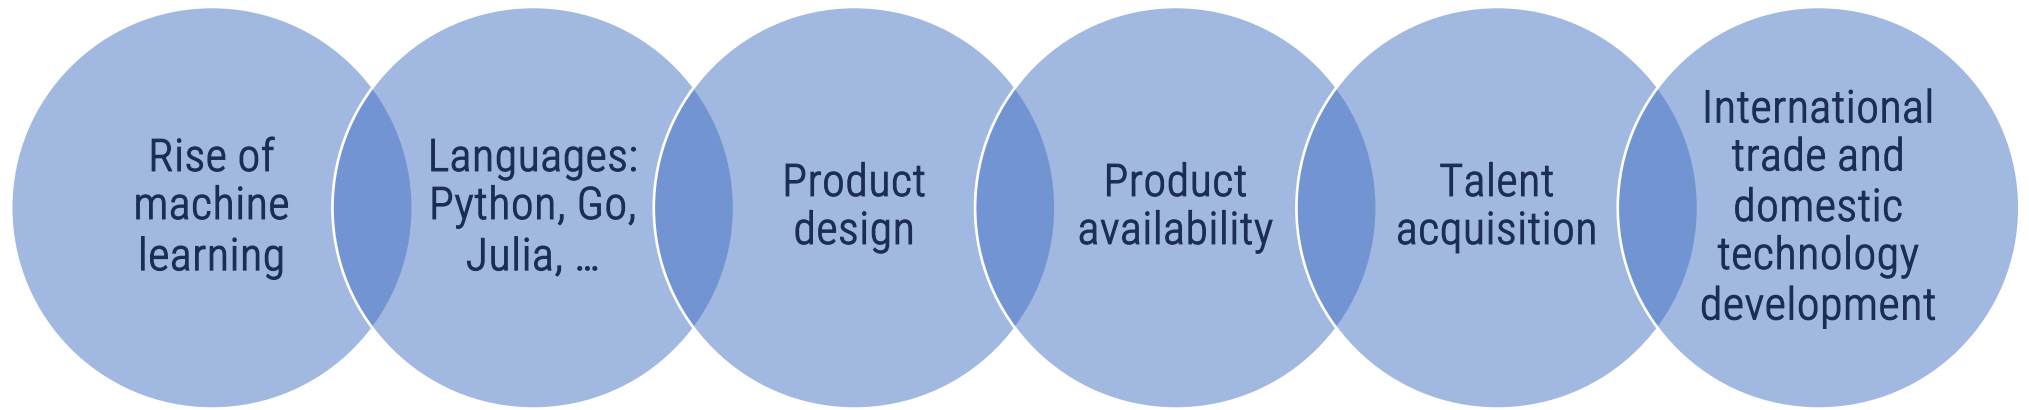 Rise of
machine
learning
Languages:
Python, Go,
Julia, ...
Product
design
Product
availability
Talent
acquisition
International
trade and
domestic
technology
development